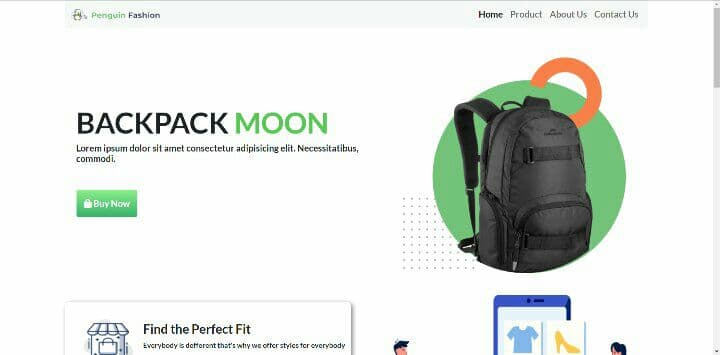 Penguin Fashion
Home Product About Us Contact Us
BACKPACK MOON
Lorem ipsum dolor sit amet consectetur adipisicing elit. Necessitatibus,
commodi.
Buy Now
Find the Perfect Fit
Everybody is defferent that's why we offer styles for everybody